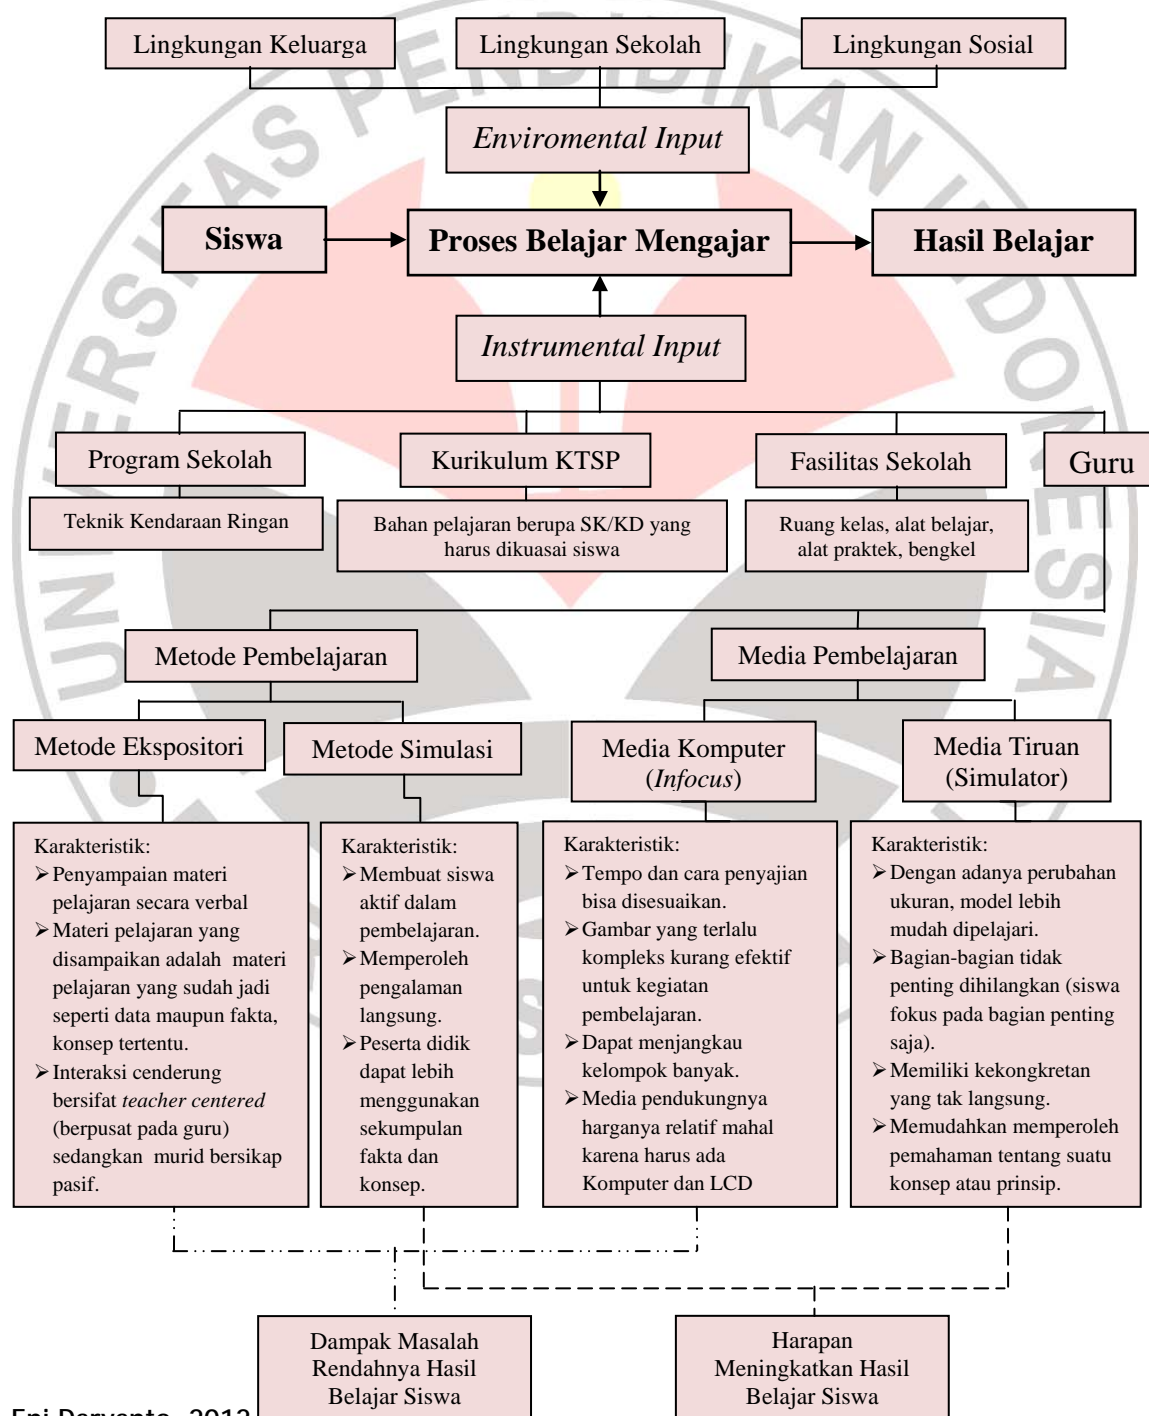 Lingkungan Keluarga
Lingkungan Sekolah
Lingkungan Sosial
Enviromental Input
Siswa
Proses Belajar Mengajar
Hasil Belajar
Instrumental Input
Program Sekolah
Kurikulum KTSP
Fasilitas Sekolah
Guru
Teknik Kendaraan Ringan
Bahan pelajaran berupa SK/KD yang
harus dikuasai siswa
Ruang kelas, alat belajar,
alat praktek, bengkel
Metode Pembelajaran
Media Pembelajaran
Metode Ekspositori
Metode Simulasi
Media Komputer
(Infocus)
Media Tiruan
(Simulator)
Karakteristik:
➢ Penyampaian materi
pelajaran secara verbal
➢ Materi pelajaran yang
disampaikan adalah materi
pelajaran yang sudah jadi
seperti data maupun fakta,
konsep tertentu.
➢ Interaksi cenderung
bersifat teacher centered
(berpusat pada guru)
sedangkan murid bersikap
pasif.
Karakteristik:
➢ Membuat siswa
aktif dalam
pembelajaran.
➢ Memperoleh
pengalaman
langsung.
➢ Peserta didik
dapat lebih
menggunakan
sekumpulan
fakta dan
konsep.
Karakteristik:
➢ Tempo dan cara penyajian
bisa disesuaikan.
➢ Gambar yang terlalu
kompleks kurang efektif
untuk kegiatan
pembelajaran.
➢ Dapat menjangkau
kelompok banyak.
➢ Media pendukungnya
harganya relatif mahal
karena harus ada
Komputer dan LCD
Karakteristik:
➢ Dengan adanya perubahan
ukuran, model lebih
mudah dipelajari.
➢ Bagian-bagian tidak
penting dihilangkan (siswa
fokus pada bagian penting
saja).
➢ Memiliki kekongkretan
yang tak langsung.
➢ Memudahkan memperoleh
pemahaman tentang suatu
konsep atau prinsip.
Dampak Masalah
Rendahnya Hasil
Belajar Siswa
Harapan
Meningkatkan Hasil
Belajar Siswa
UNIVERSITAS PENDIDIKAN INDONESIA